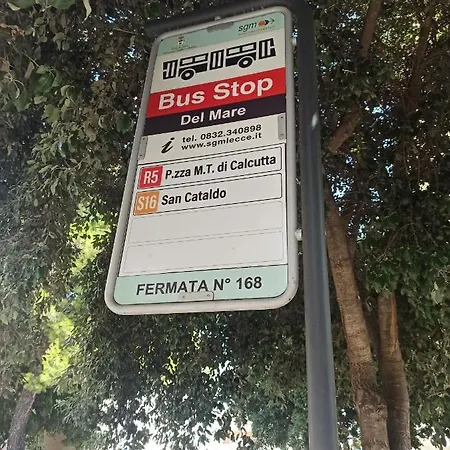 sgm
Bus Stop
Del Mare
i tel. 0832.340898
www.sgmlecce.it
R5 P.zza M.T. di Calcutta
S16 San Cataldo
FERMATA N° 168